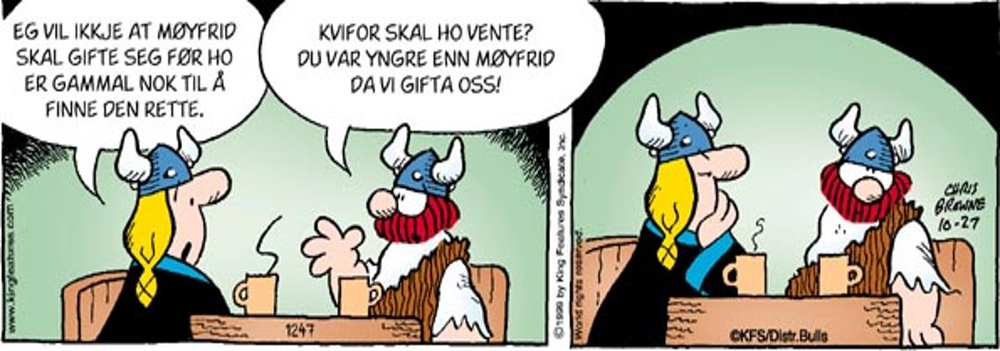 EG VIL IKKJE AT MØYFRID
SKAL GIFTE SEG FØR HO
ER GAMMAL NOK TIL Å
FINNE DEN RETTE.
KVIFOR SKAL HO VENTE?
DU VAR YNGRE ENN MØYFRID
DA VI GIFTA OSS!
www.kingfeatures.com
1247
©1999 by King Features Syndicate, Inc.
World rights reserved.
CHRIS
BROWNE
10-27
©KFS/Distr.Bulls